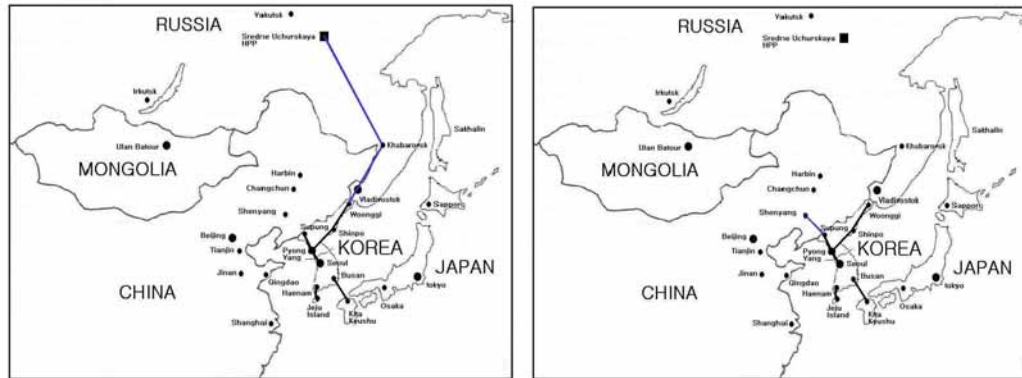 RUSSIA
Yakutsk
Sredne Uchurskaya
HPP
Irkutsk
Sakhalin
Khabarovsk
Ulan Batour
MONGOLIA
Harbin
Changchun
Vladivostok
Sapporo
Shenyang
Woonggi
Supung
Shinpo
Beijing
KOREA
Tianjin
Pyong
Yang
Seoul
JAPAN
Jinan
Qingdao
Busan
tokyo
CHINA
Haenam
Osaka
Jeju
Island
Kita
Kyushu
Shanghai
RUSSIA
Yakutsk
Sredne Uchurskaya
HPP
Irkutsk
Sakhalin
Khabarovsk
Ulan Batour
MONGOLIA
Harbin
Changchun
Vladivostok
Sapporo
Shenyang
Woonggi
Supung
Shinpo
Beijing
KOREA
Tianjin
Pyong
Yang
Seoul
JAPAN
Jinan
Qingdao
Busan
tokyo
CHINA
Haenam
Osaka
Jeju
Island
Kita
Kyushu
Shanghai